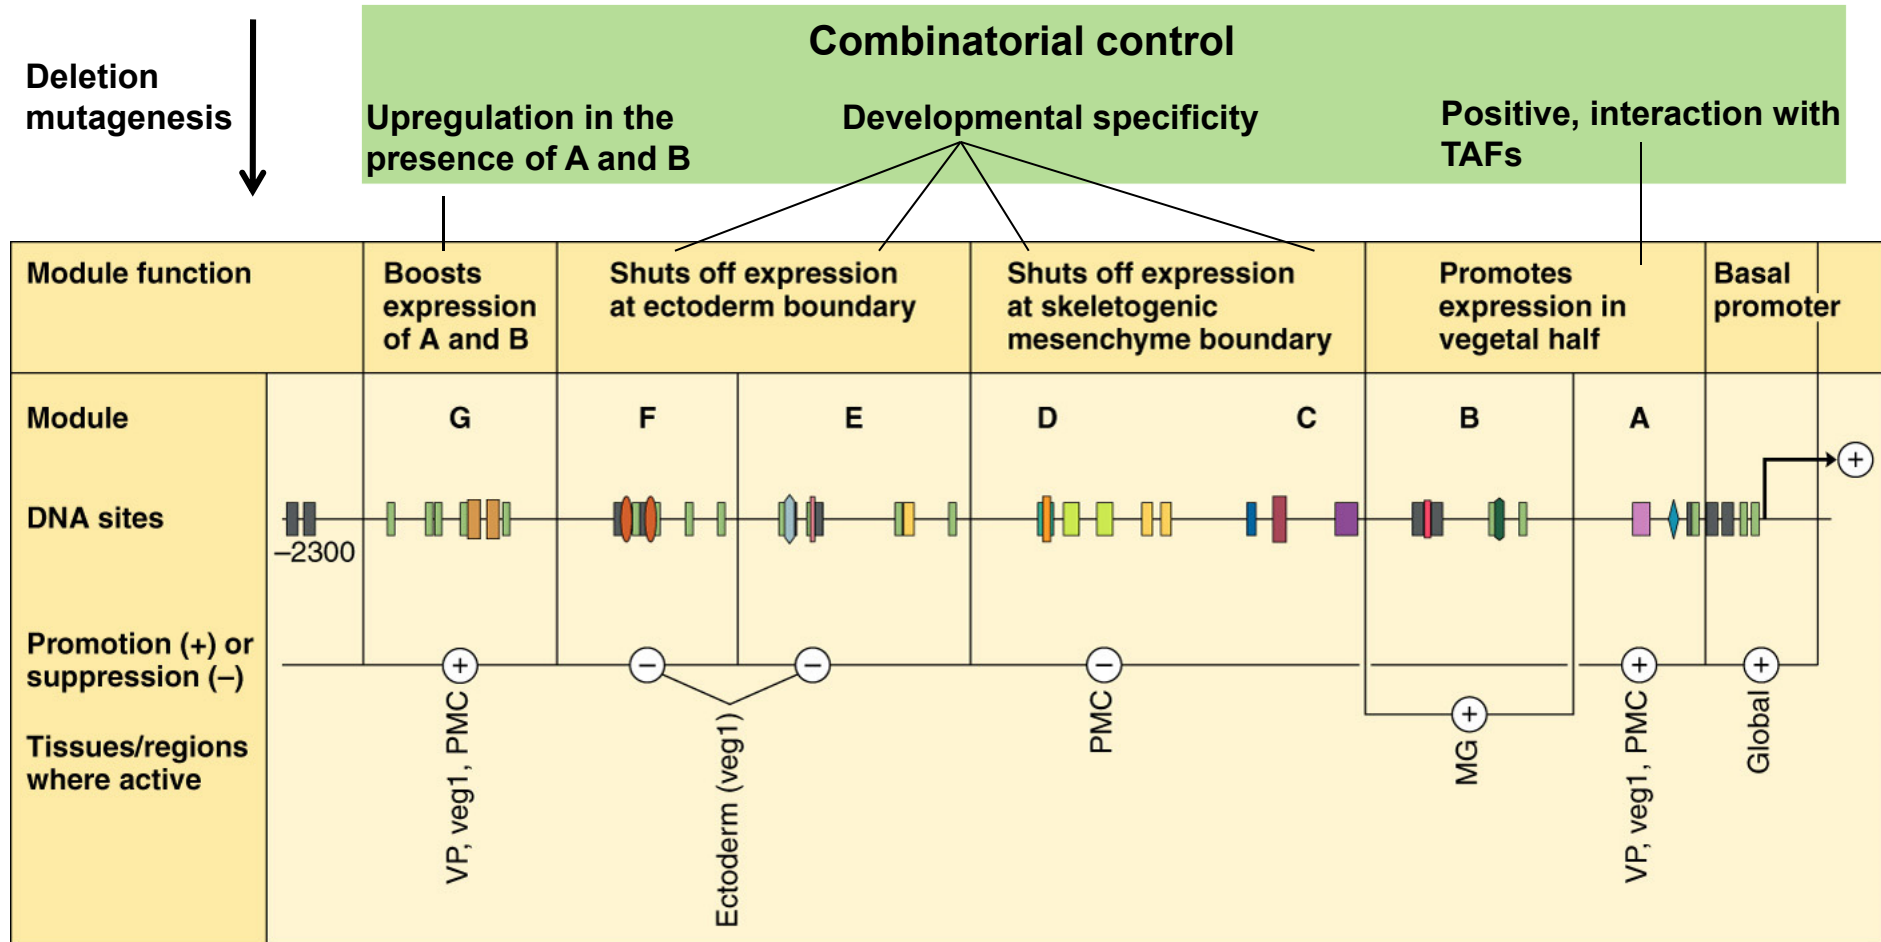 Combinatorial control
Deletion
mutagenesis
Upregulation in the
presence of A and B
Developmental specificity
Positive, interaction with
TAFs
Module function
Boosts
expression
of A and B
Shuts off expression
at ectoderm boundary
Shuts off expression
at skeletogenic
mesenchyme boundary
Promotes
expression in
vegetal half
Basal
promoter
Module
G
F
E
D
C
B
A
+
DNA sites
–2300
Promotion (+) or
suppression (–)
+
–
–
–
+
+
+
Tissues/regions
where active
VP, veg1, PMC
Ectoderm (veg1)
PMC
MG
VP, veg1, PMC
Global